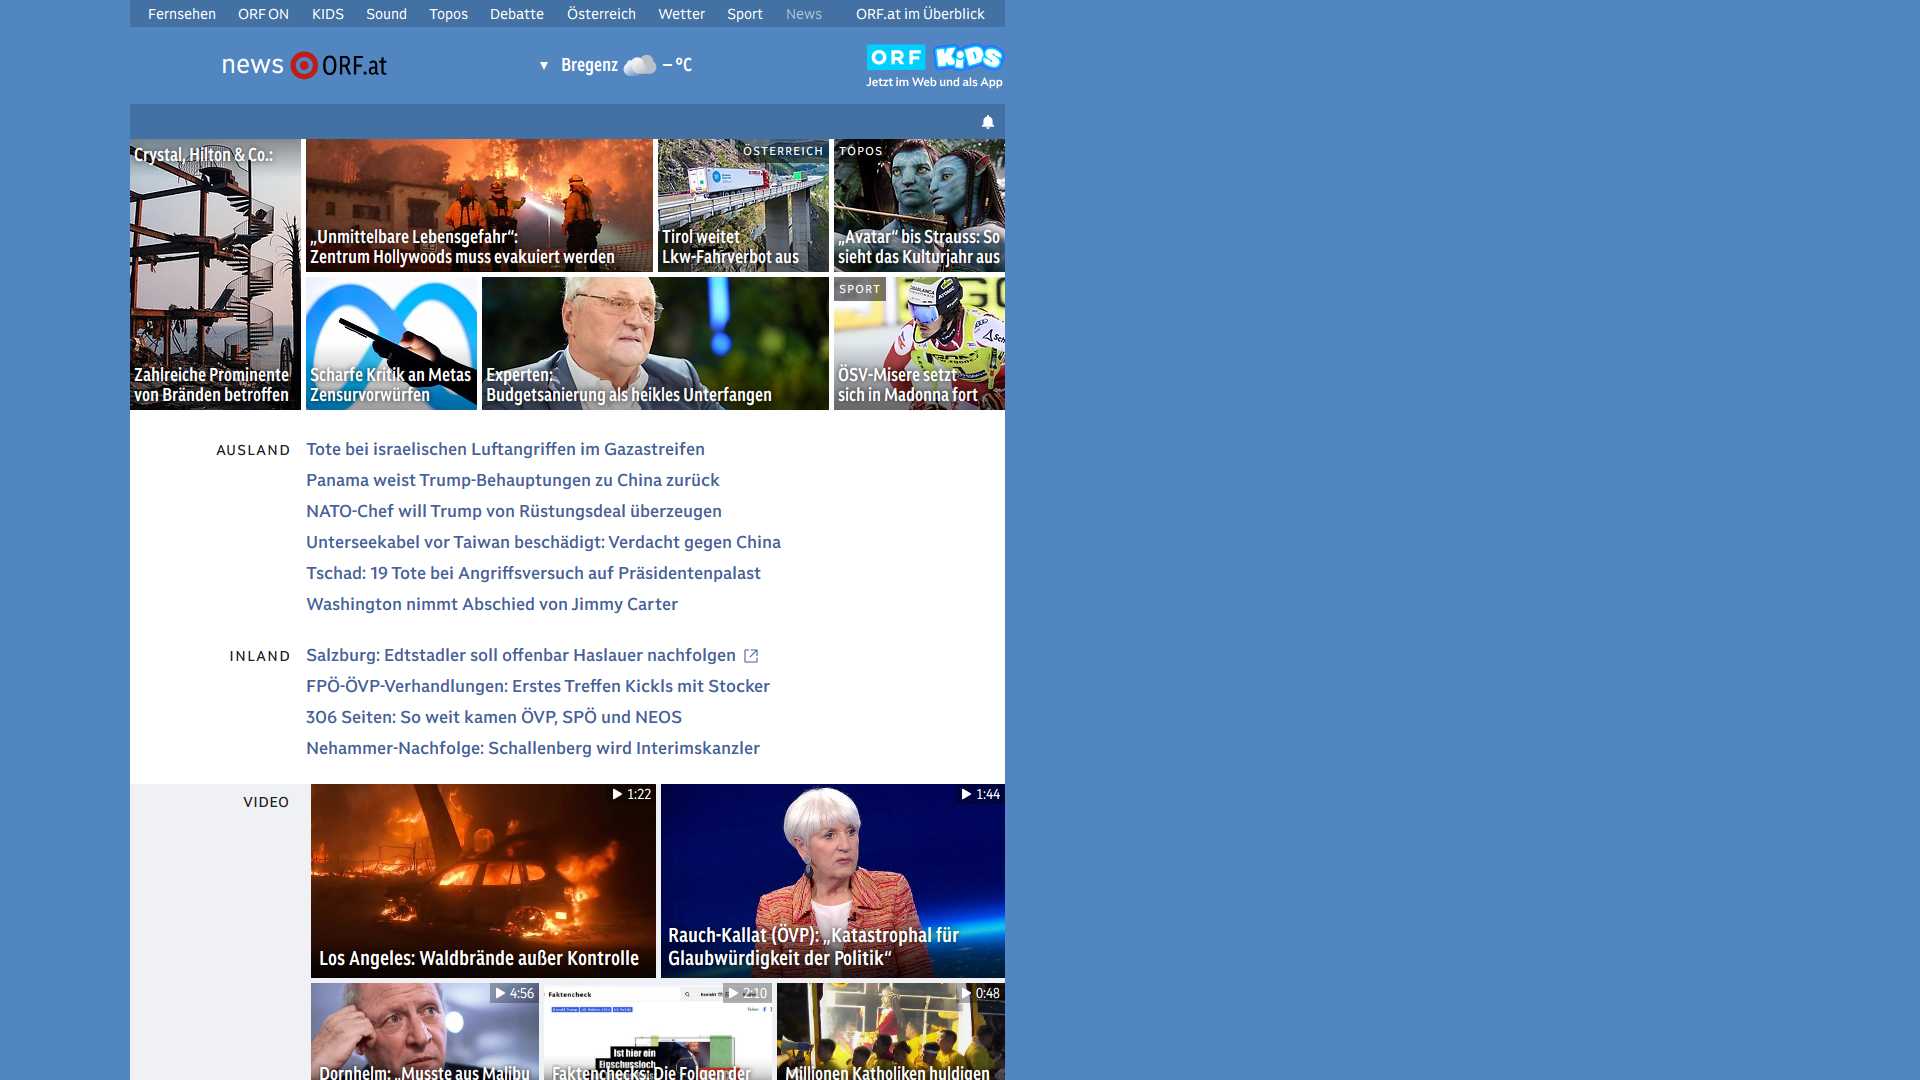 Fernsehen ORF ON KIDS Sound Topos Debatte Österreich Wetter Sport News ORF.at im Überblick
news ORF.at
Bregenz – °C
ORF KiDS
Jetzt im Web und als App
Crystal, Hilton & Co.:
Zahlreiche Prominente
von Bränden betroffen
„Unmittelbare Lebensgefahr“:
Zentrum Hollywoods muss evakuiert werden
ÖSTERREICH
Tirol weitet
Lkw-Fahrverbot aus
TOPOS
„Avatar“ bis Strauss: So
sieht das Kulturjahr aus
Scharfe Kritik an Metas
Zensurvorwürfen
Experten:
Budgetsanierung als heikles Unterfangen
SPORT
ÖSV-Misere setzt
sich in Madonna fort
AUSLAND
Tote bei israelischen Luftangriffen im Gazastreifen
Panama weist Trump-Behauptungen zu China zurück
NATO-Chef will Trump von Rüstungsdeal überzeugen
Unterseekabel vor Taiwan beschädigt: Verdacht gegen China
Tschad: 19 Tote bei Angriffsversuch auf Präsidentenpalast
Washington nimmt Abschied von Jimmy Carter
INLAND
Salzburg: Edtstadler soll offenbar Haslauer nachfolgen
FPÖ-ÖVP-Verhandlungen: Erstes Treffen Kickls mit Stocker
306 Seiten: So weit kamen ÖVP, SPÖ und NEOS
Nehammer-Nachfolge: Schallenberg wird Interimskanzler
VIDEO
1:22
Los Angeles: Waldbrände außer Kontrolle
1:44
Rauch-Kallat (ÖVP): „Katastrophal für
Glaubwürdigkeit der Politik“
4:56
Dornhelm: „Musste aus Malibu
2:10
Faktencheck
Ist hier ein
Einschussloch
Faktenchecks: Die Folgen der
0:48
Millionen Katholiken huldigen